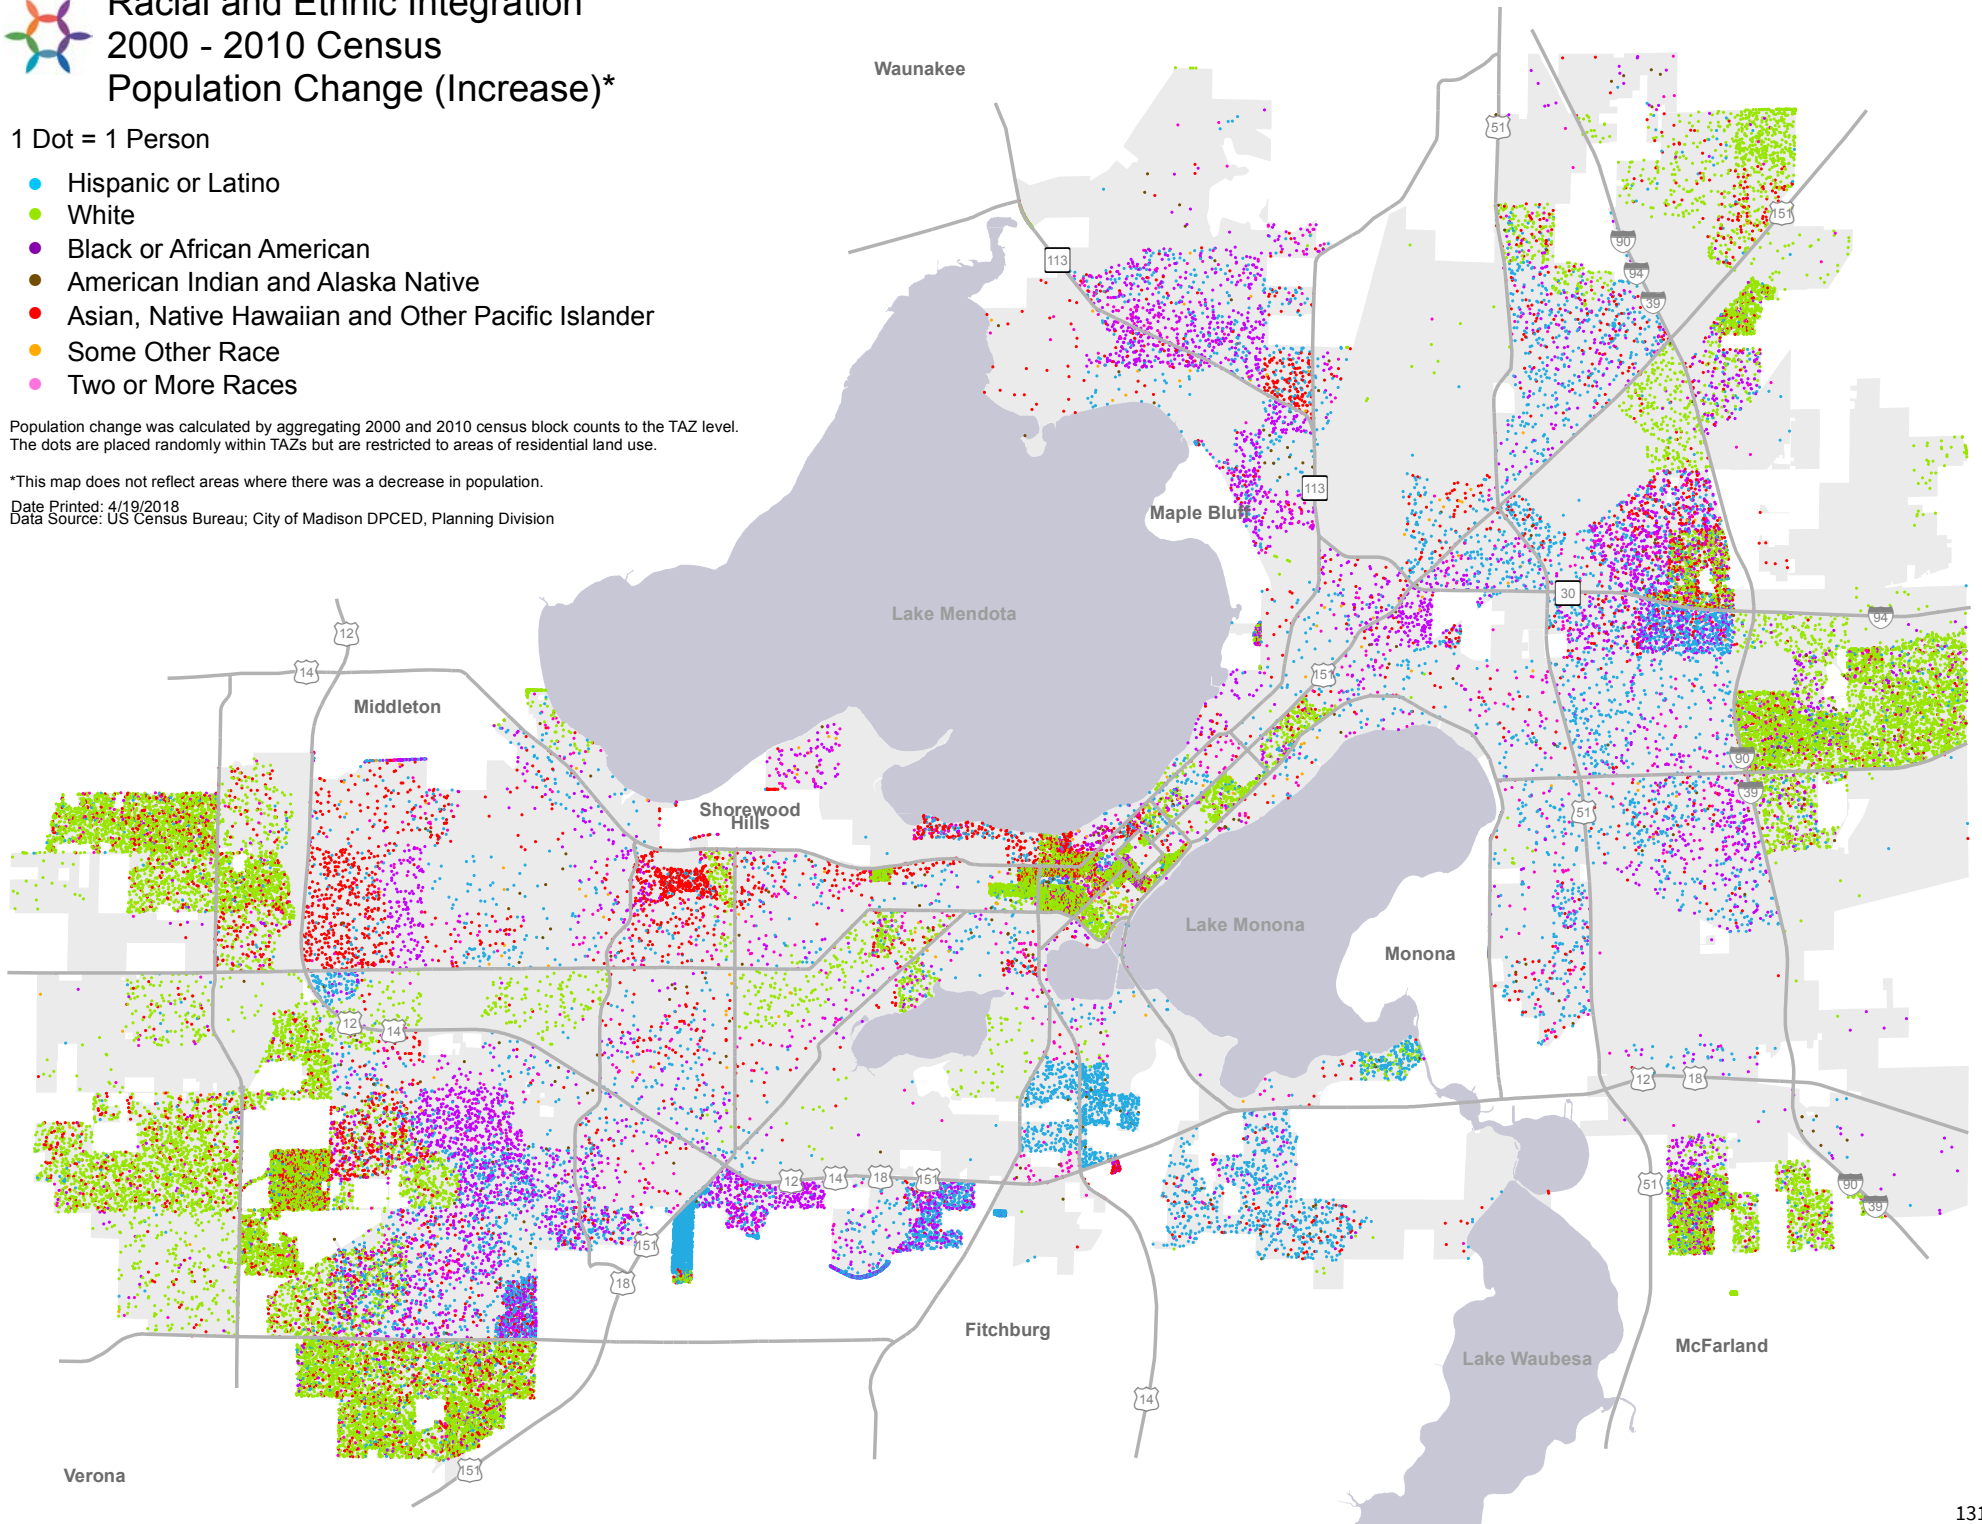 Racial and Ethnic Integration
2000 - 2010 Census
Population Change (Increase)*
1 Dot = 1 Person
Hispanic or Latino
White
Black or African American
American Indian and Alaska Native
Asian, Native Hawaiian and Other Pacific Islander
Some Other Race
Two or More Races
Population change was calculated by aggregating 2000 and 2010 census block counts to the TAZ level.
The dots are placed randomly within TAZs but are restricted to areas of residential land use.
*This map does not reflect areas where there was a decrease in population.
Date Printed: 4/19/2018
Data Source: US Census Bureau; City of Madison DPCED, Planning Division
Waunakee
51
151
90
94
39
113
113
Maple Bluff
30
94
Lake Mendota
12
14
Middleton
151
90
39
51
Shorewood
Hills
Lake Monona
Monona
12
14
12
18
12
14
18
151
51
90
39
151
18
Fitchburg
McFarland
Lake Waubesa
14
Verona
151
131